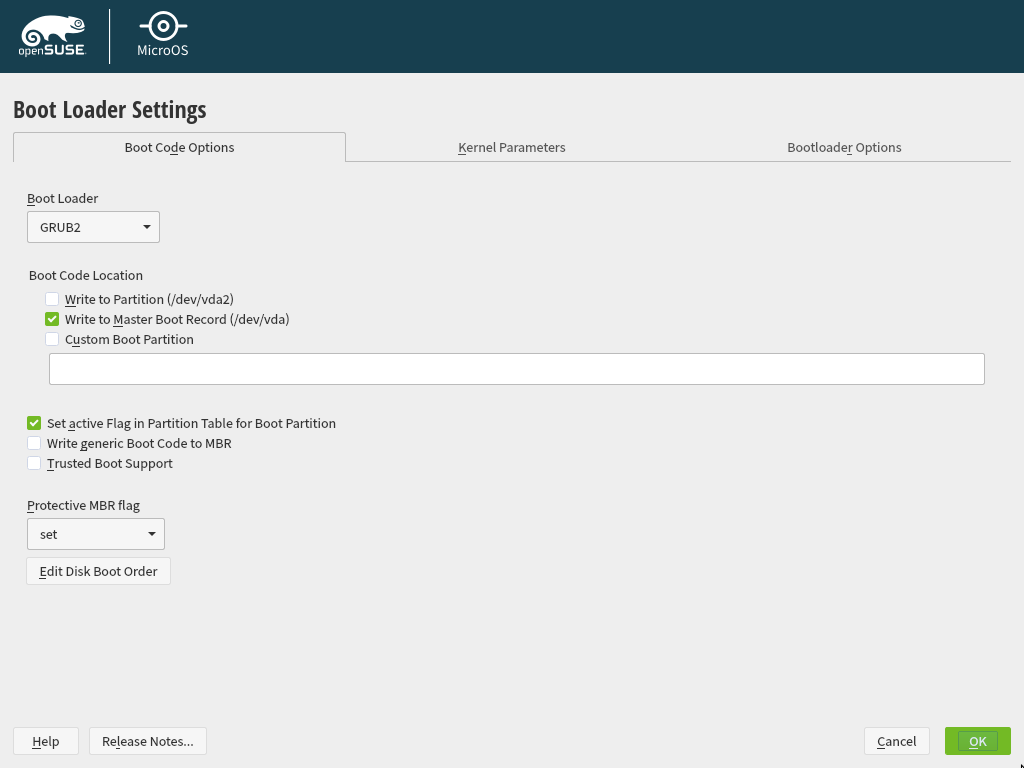 openSUSE
MicroOS
Boot Loader Settings
Boot Code Options
Kernel Parameters
Bootloader Options
Boot Loader
GRUB2
Boot Code Location
Write to Partition (/dev/vda2)
Write to Master Boot Record (/dev/vda)
Custom Boot Partition
Set active Flag in Partition Table for Boot Partition
Write generic Boot Code to MBR
Trusted Boot Support
Protective MBR flag
set
Edit Disk Boot Order
Help
Release Notes...
Cancel
OK